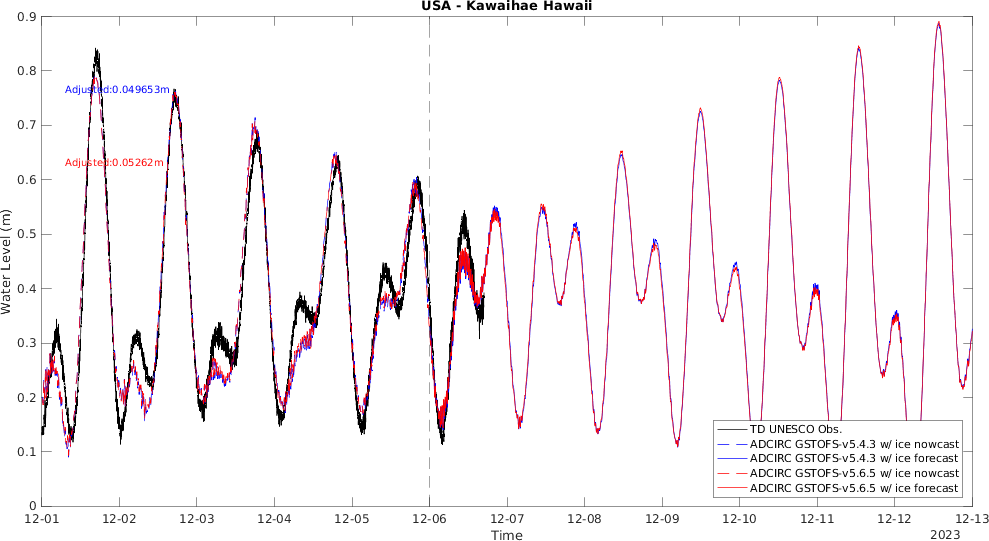 USA - Kawaihae Hawaii
0.9
0.8
0.7
0.6
0.5
0.4
0.3
0.2
0.1
0
Water Level (m)
Adjusted:0.049653m
Adjusted:0.05262m
TD UNESCO Obs.
ADCIRC GSTOFS-v5.4.3 w/ ice nowcast
ADCIRC GSTOFS-v5.4.3 w/ ice forecast
ADCIRC GSTOFS-v5.6.5 w/ ice nowcast
ADCIRC GSTOFS-v5.6.5 w/ ice forecast
12-01 12-02 12-03 12-04 12-05 12-06 12-07 12-08 12-09 12-10 12-11 12-12 12-13
Time
2023